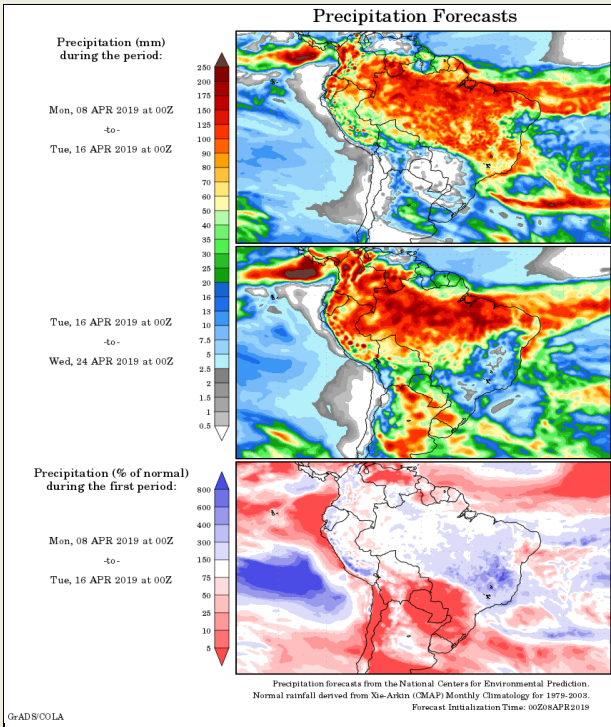 Precipitation Forecasts
Precipitation (mm)
during the period:
Mon, 08 APR 2019 at 00Z
-to-
Tue, 16 APR 2019 at 00Z
250
200
175
150
125
100
90
80
70
60
50
40
35
30
25
20
16
13
10
7.5
5
2.5
2
1.5
1
0.5
Tue, 16 APR 2019 at 00Z
-to-
Wed, 24 APR 2019 at 00Z
Precipitation (% of normal)
during the first period:
Mon, 08 APR 2019 at 00Z
-to-
Tue, 16 APR 2019 at 00Z
800
600
400
300
150
75
50
25
10
5
Precipitation forecasts from the National Centers for Environmental Prediction.
Normal rainfall derived from Xie-Arkin (CMAP) Monthly Climatology for 1979-2003.
Forecast Initialization Time: 00Z08APR2019
GrADS/COLA